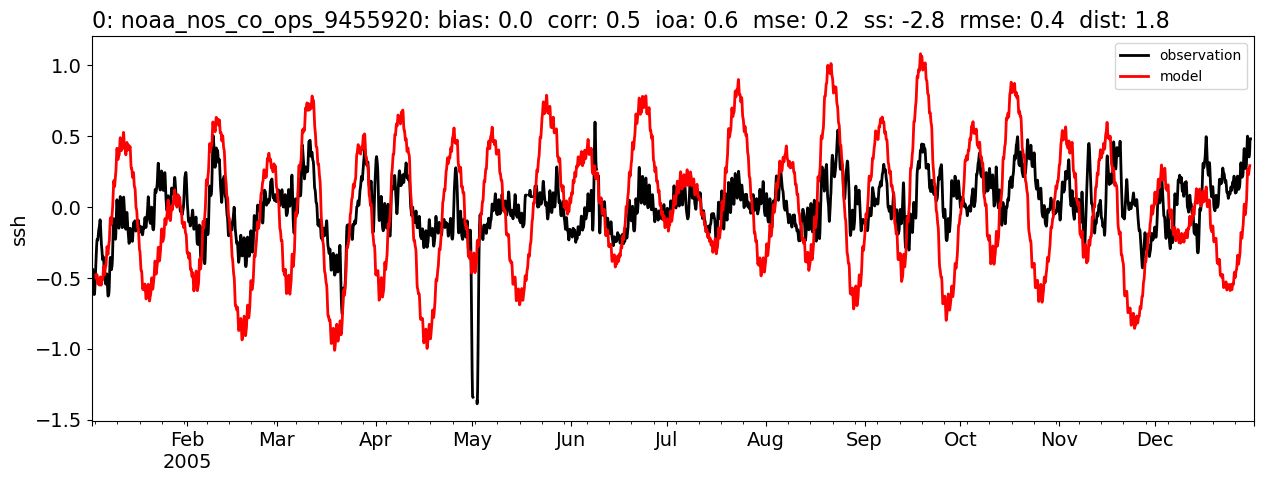 0: noaa_nos_co_ops_9455920: bias: 0.0  corr: 0.5  ioa: 0.6  mse: 0.2  ss: -2.8  rmse: 0.4  dist: 1.8
observation
model
1.0
0.5
0.0
−0.5
−1.0
−1.5
ssh
Feb Mar Apr May Jun Jul Aug Sep Oct Nov Dec
2005